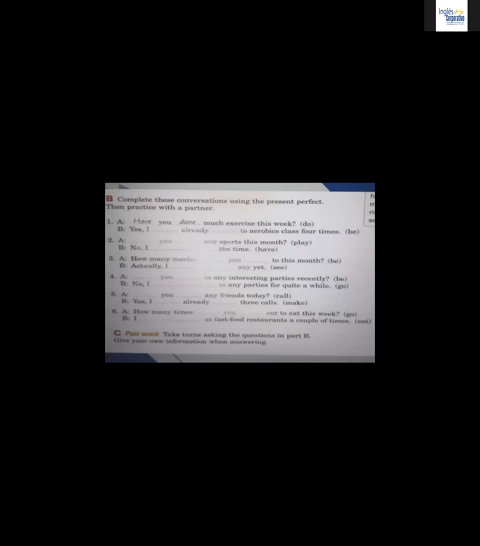 Inglés
corporativo
B Complete these conversations using the present perfect.
Then practice with a partner.
1. A: Have you done much exercise this week? (do)
B: Yes, I already to aerobics class four times. (be)
2. A: you any sports this month? (play)
B: No, I the time. (have)
3. A: How many movies you to this month? (be)
B: Actually, I any yet. (see)
4. A: you to any interesting parties recently? (be)
B: No, I to any parties for quite a while. (go)
5. A: you any friends today? (call)
B: Yes, I already three calls. (make)
6. A: How many times you out to eat this week? (go)
B: I at fast-food restaurants a couple of times. (eat)
C Pair work Take turns asking the questions in part B.
Give your own information when answering.